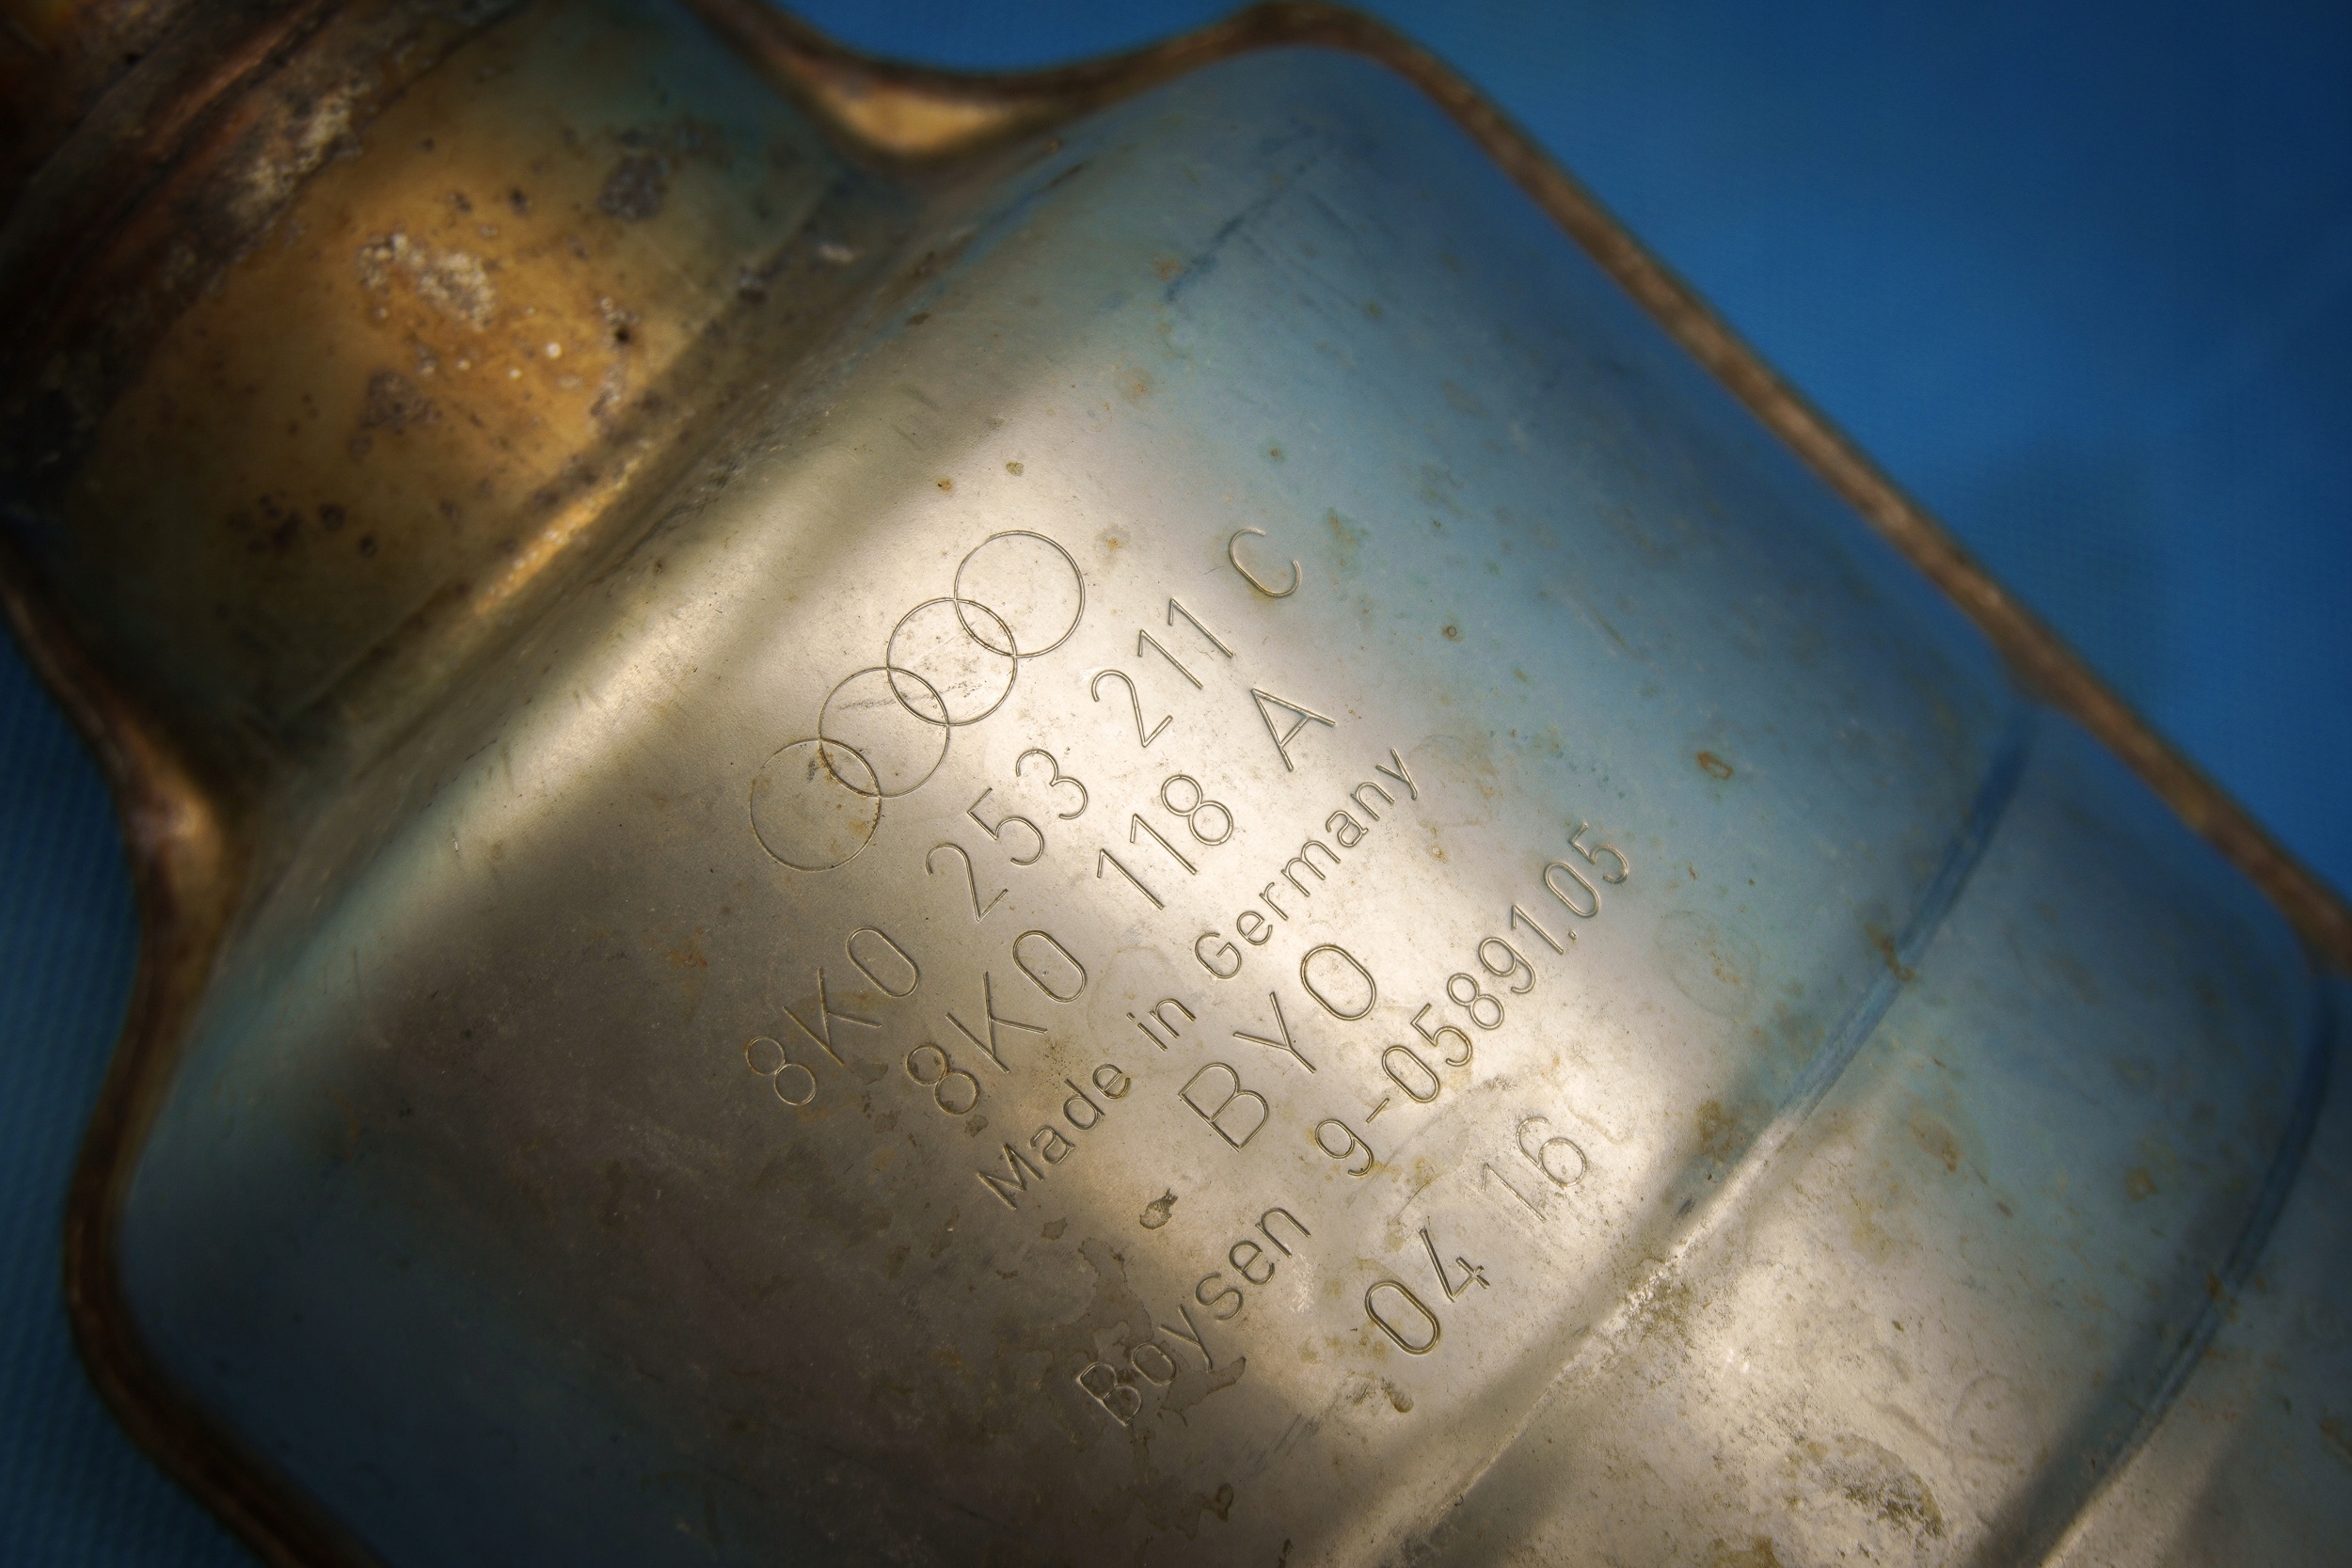 8K0 253 211 C
8K0 118 A
Made in Germany
BYO
Boysen 9-05891.05
04 16